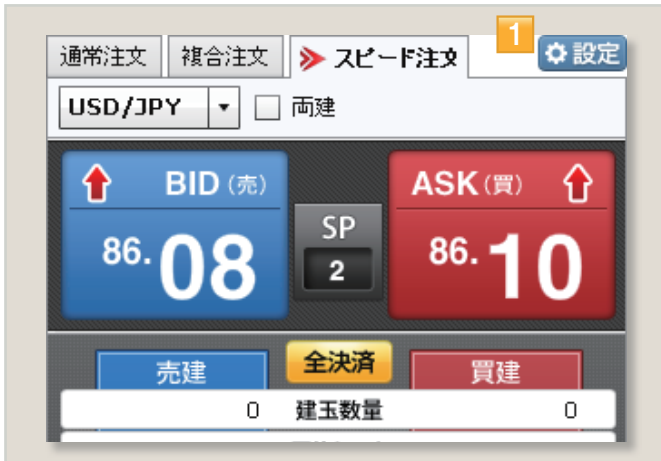 1
通常注文 複合注文 スピード注文 設定
USD/JPY 両建
BID(売) SP ASK(買)
86.08 2 86.10
売建 全決済 買建
0 建玉数量 0